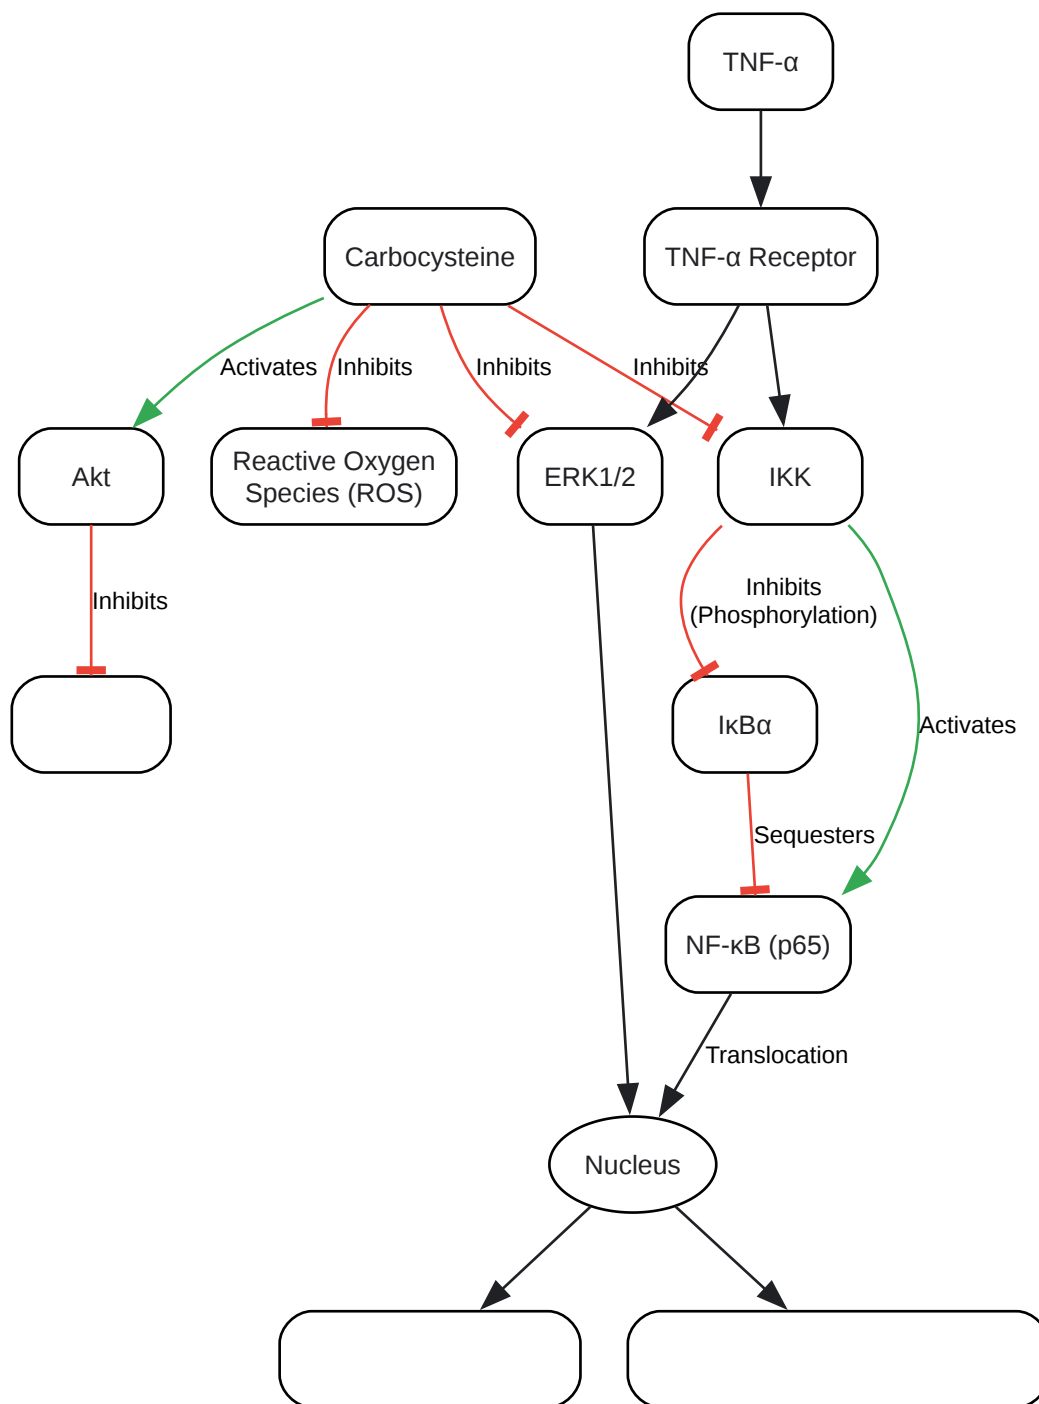 TNF-α
Carbocysteine
TNF-α Receptor
Activates
Inhibits
Inhibits
Inhibits
Akt
Reactive Oxygen
Species (ROS)
ERK1/2
IKK
Inhibits
Inhibits
(Phosphorylation)
IκBα
Activates
Sequesters
NF-κB (p65)
Translocation
Nucleus